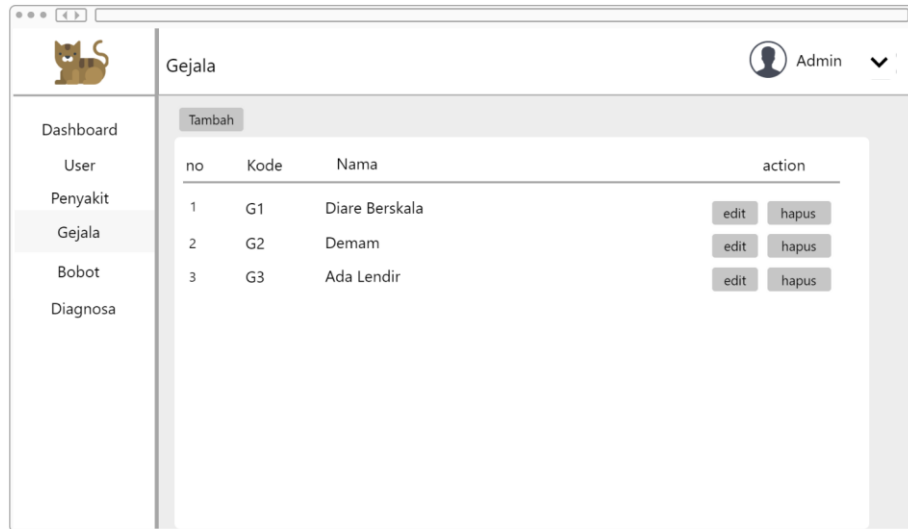 Gejala
Admin
Dashboard
User
Penyakit
Gejala
Bobot
Diagnosa
Tambah
no Kode Nama action
1 G1 Diare Berskala edit hapus
2 G2 Demam edit hapus
3 G3 Ada Lendir edit hapus